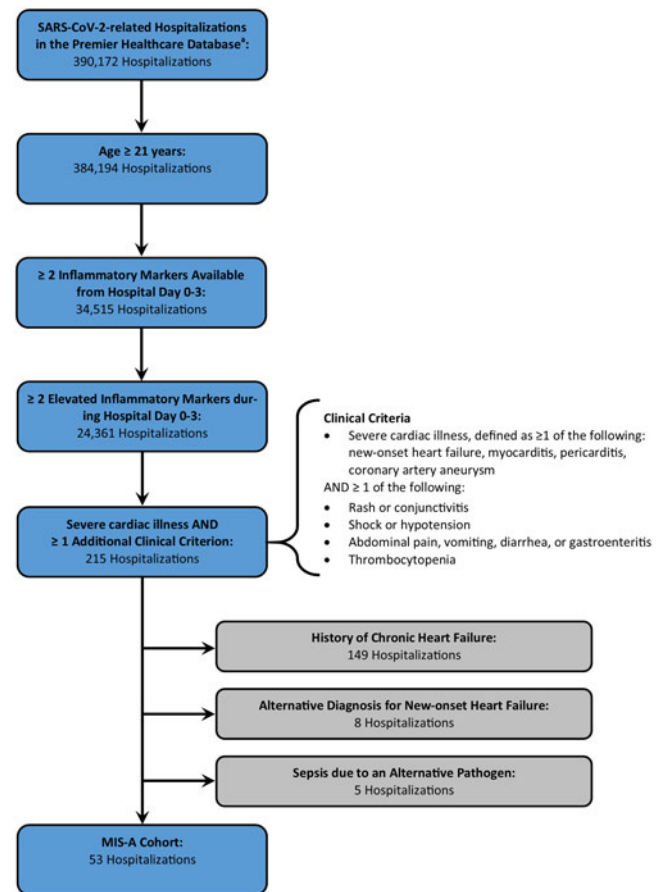 SARS-CoV-2-related Hospitalizations
in the Premier Healthcare Databaseᵃ:
390,172 Hospitalizations
Age ≥ 21 years:
384,194 Hospitalizations
≥ 2 Inflammatory Markers Available
from Hospital Day 0-3:
34,515 Hospitalizations
≥ 2 Elevated Inflammatory Markers dur-
ing Hospital Day 0-3:
24,361 Hospitalizations
Severe cardiac illness AND
≥ 1 Additional Clinical Criterion:
215 Hospitalizations
Clinical Criteria
• Severe cardiac illness, defined as ≥1 of the following:
new-onset heart failure, myocarditis, pericarditis,
coronary artery aneurysm
AND ≥ 1 of the following:
• Rash or conjunctivitis
• Shock or hypotension
• Abdominal pain, vomiting, diarrhea, or gastroenteritis
• Thrombocytopenia
History of Chronic Heart Failure:
149 Hospitalizations
Alternative Diagnosis for New-onset Heart Failure:
8 Hospitalizations
Sepsis due to an Alternative Pathogen:
5 Hospitalizations
MIS-A Cohort:
53 Hospitalizations